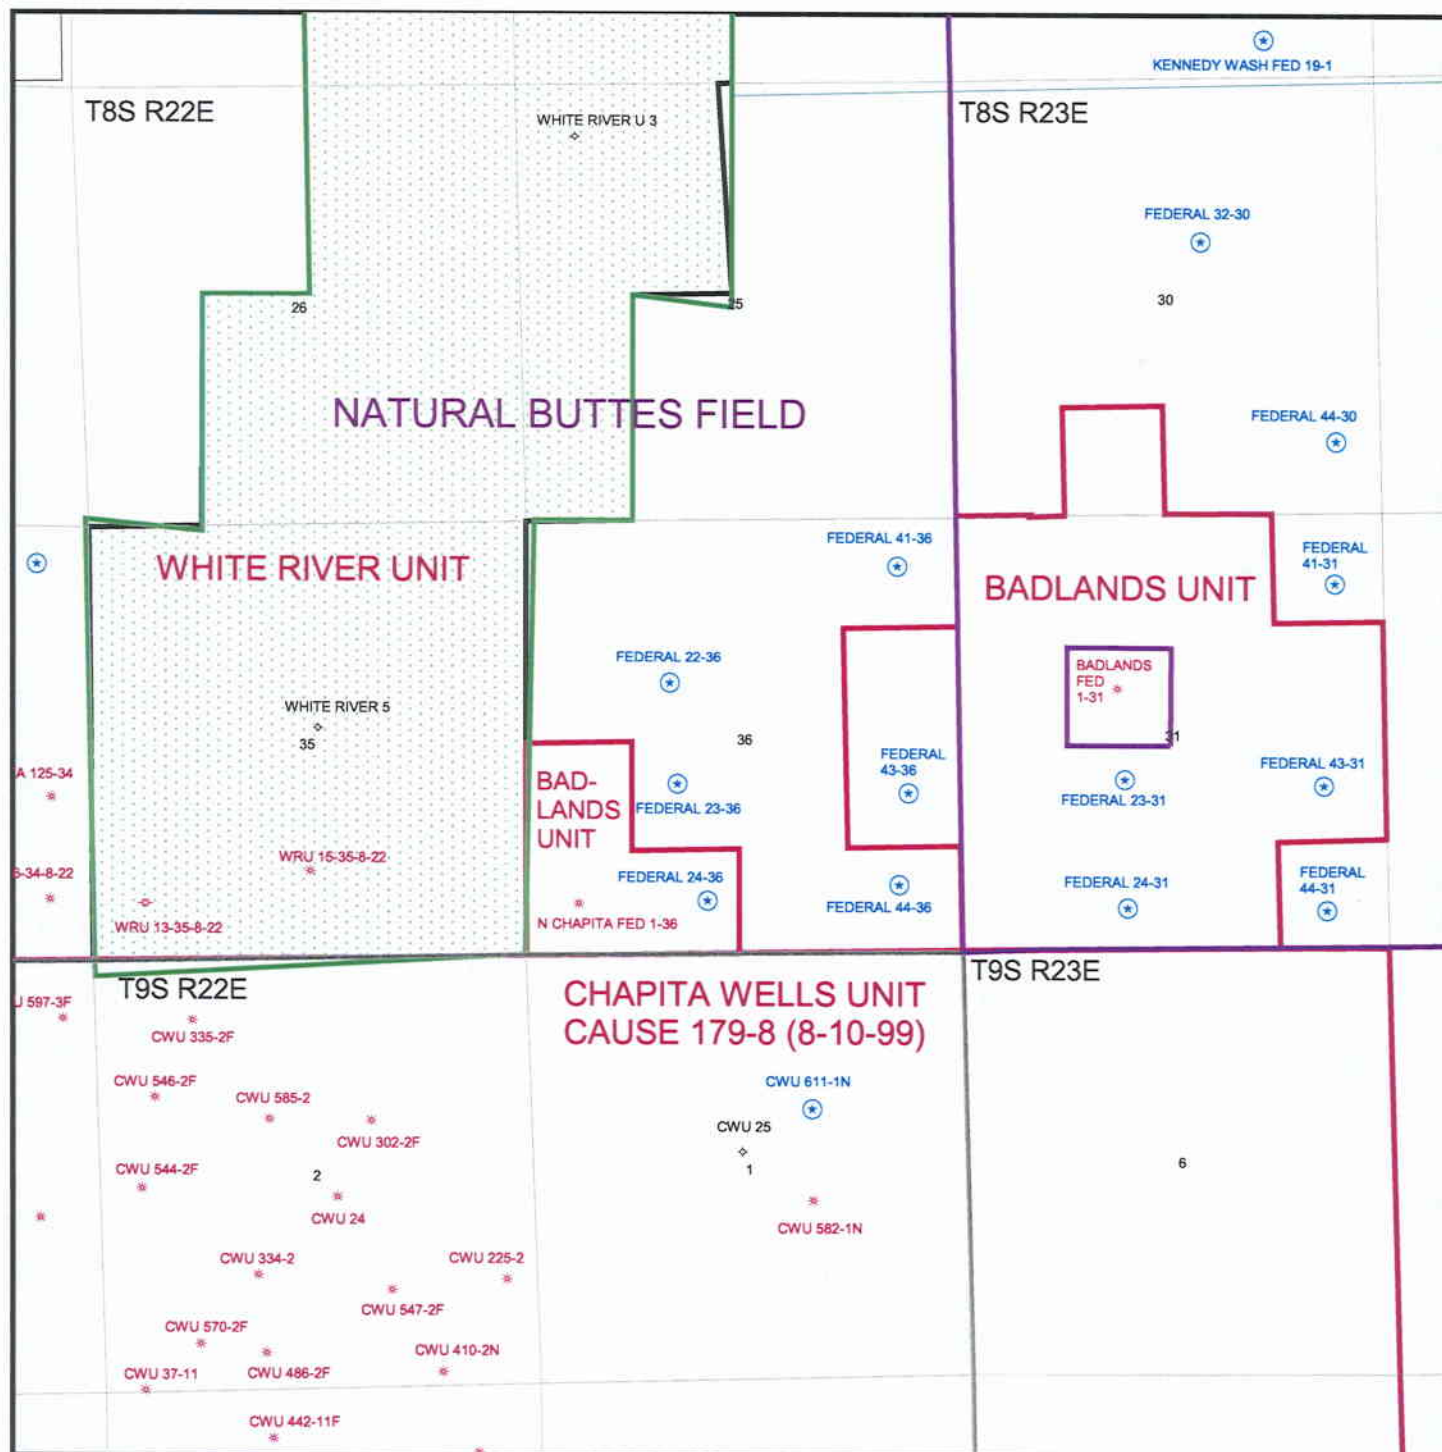 KENNEDY WASH FED 19-1
T8S R22E
WHITE RIVER U 3
T8S R23E
FEDERAL 32-30
26
25
30
NATURAL BUTTES FIELD
FEDERAL 44-30
WHITE RIVER UNIT
FEDERAL 41-36
FEDERAL
41-31
BADLANDS UNIT
FEDERAL 22-36
BADLANDS
FED
1-31
WHITE RIVER 5
35
36
31
A 125-34
BAD-
LANDS
UNIT
FEDERAL 23-36
FEDERAL
43-36
FEDERAL 23-31
FEDERAL 43-31
WRU 15-35-8-22
-34-8-22
WRU 13-35-8-22
FEDERAL 24-36
N CHAPITA FED 1-36
FEDERAL 44-36
FEDERAL 24-31
FEDERAL
44-31
T9S R22E
T9S R23E
CHAPITA WELLS UNIT
CAUSE 179-8 (8-10-99)
U 597-3F
CWU 335-2F
CWU 546-2F
CWU 585-2
CWU 302-2F
CWU 611-1N
CWU 25
1
6
CWU 544-2F
2
CWU 24
CWU 582-1N
CWU 334-2
CWU 225-2
CWU 547-2F
CWU 570-2F
CWU 410-2N
CWU 37-11
CWU 486-2F
CWU 442-11F